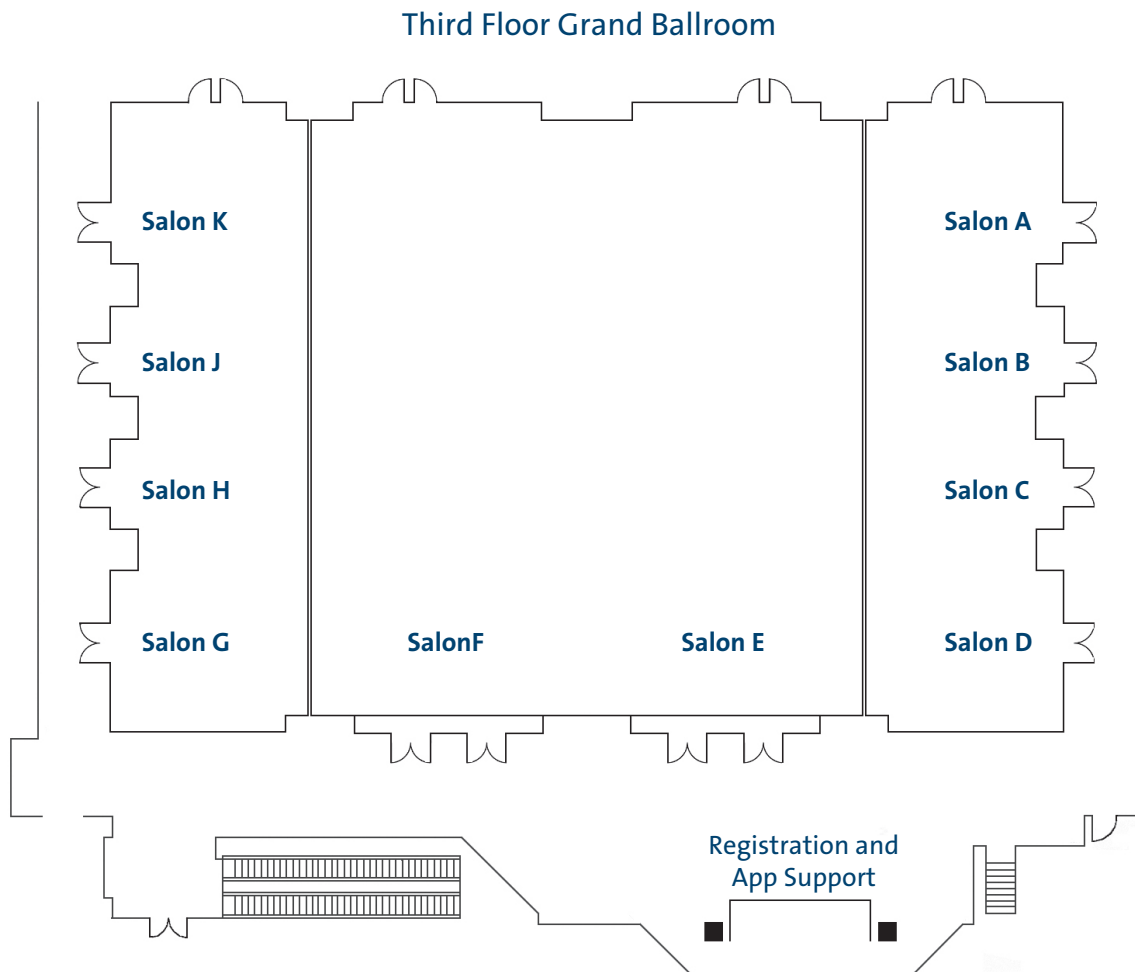 Third Floor Grand Ballroom
Salon K
Salon A
Salon J
Salon B
Salon H
Salon C
Salon G
SalonF
Salon E
Salon D
Registration and
App Support